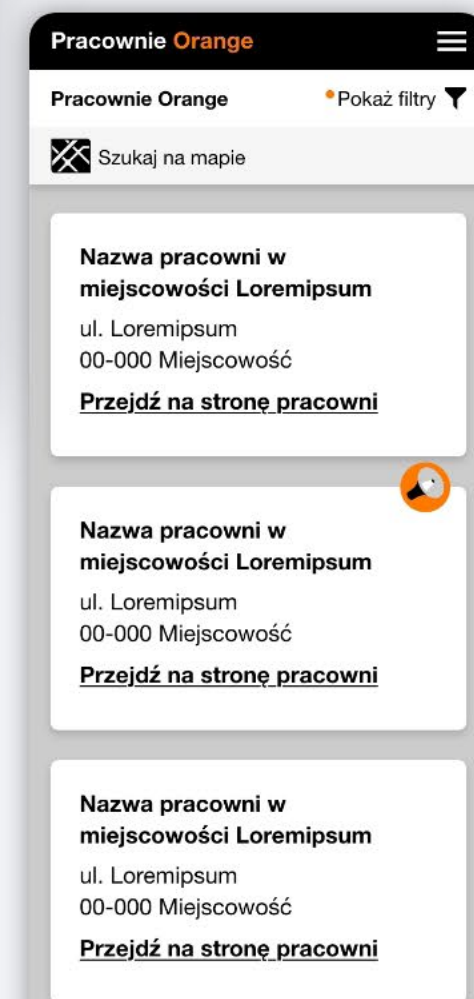 Pracownie Orange
Pracownie Orange
Pokaż filtry
Szukaj na mapie
Nazwa pracowni w
miejscowości Loremipsum
ul. Loremipsum
00-000 Miejscowość
Przejdź na stronę pracowni
Nazwa pracowni w
miejscowości Loremipsum
ul. Loremipsum
00-000 Miejscowość
Przejdź na stronę pracowni
Nazwa pracowni w
miejscowości Loremipsum
ul. Loremipsum
00-000 Miejscowość
Przejdź na stronę pracowni